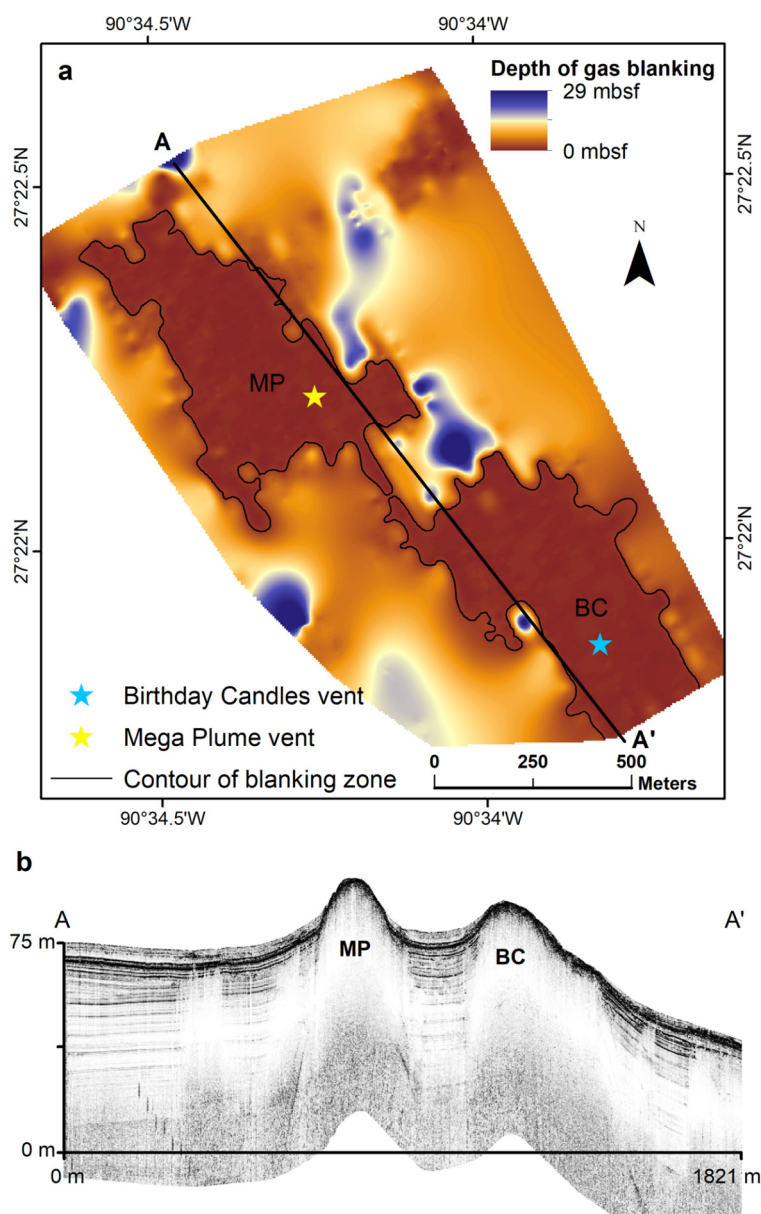 90°34.5'W
90°34'W
a
Depth of gas blanking
29 mbsf
0 mbsf
A
27°22.5'N
27°22.5'N
N
MP
27°22'N
27°22'N
BC
Birthday Candles vent
Mega Plume vent
A'
Contour of blanking zone
0 250 500
Meters
90°34.5'W
90°34'W
b
A
A'
75 m
MP
BC
0 m
0 m
1821 m